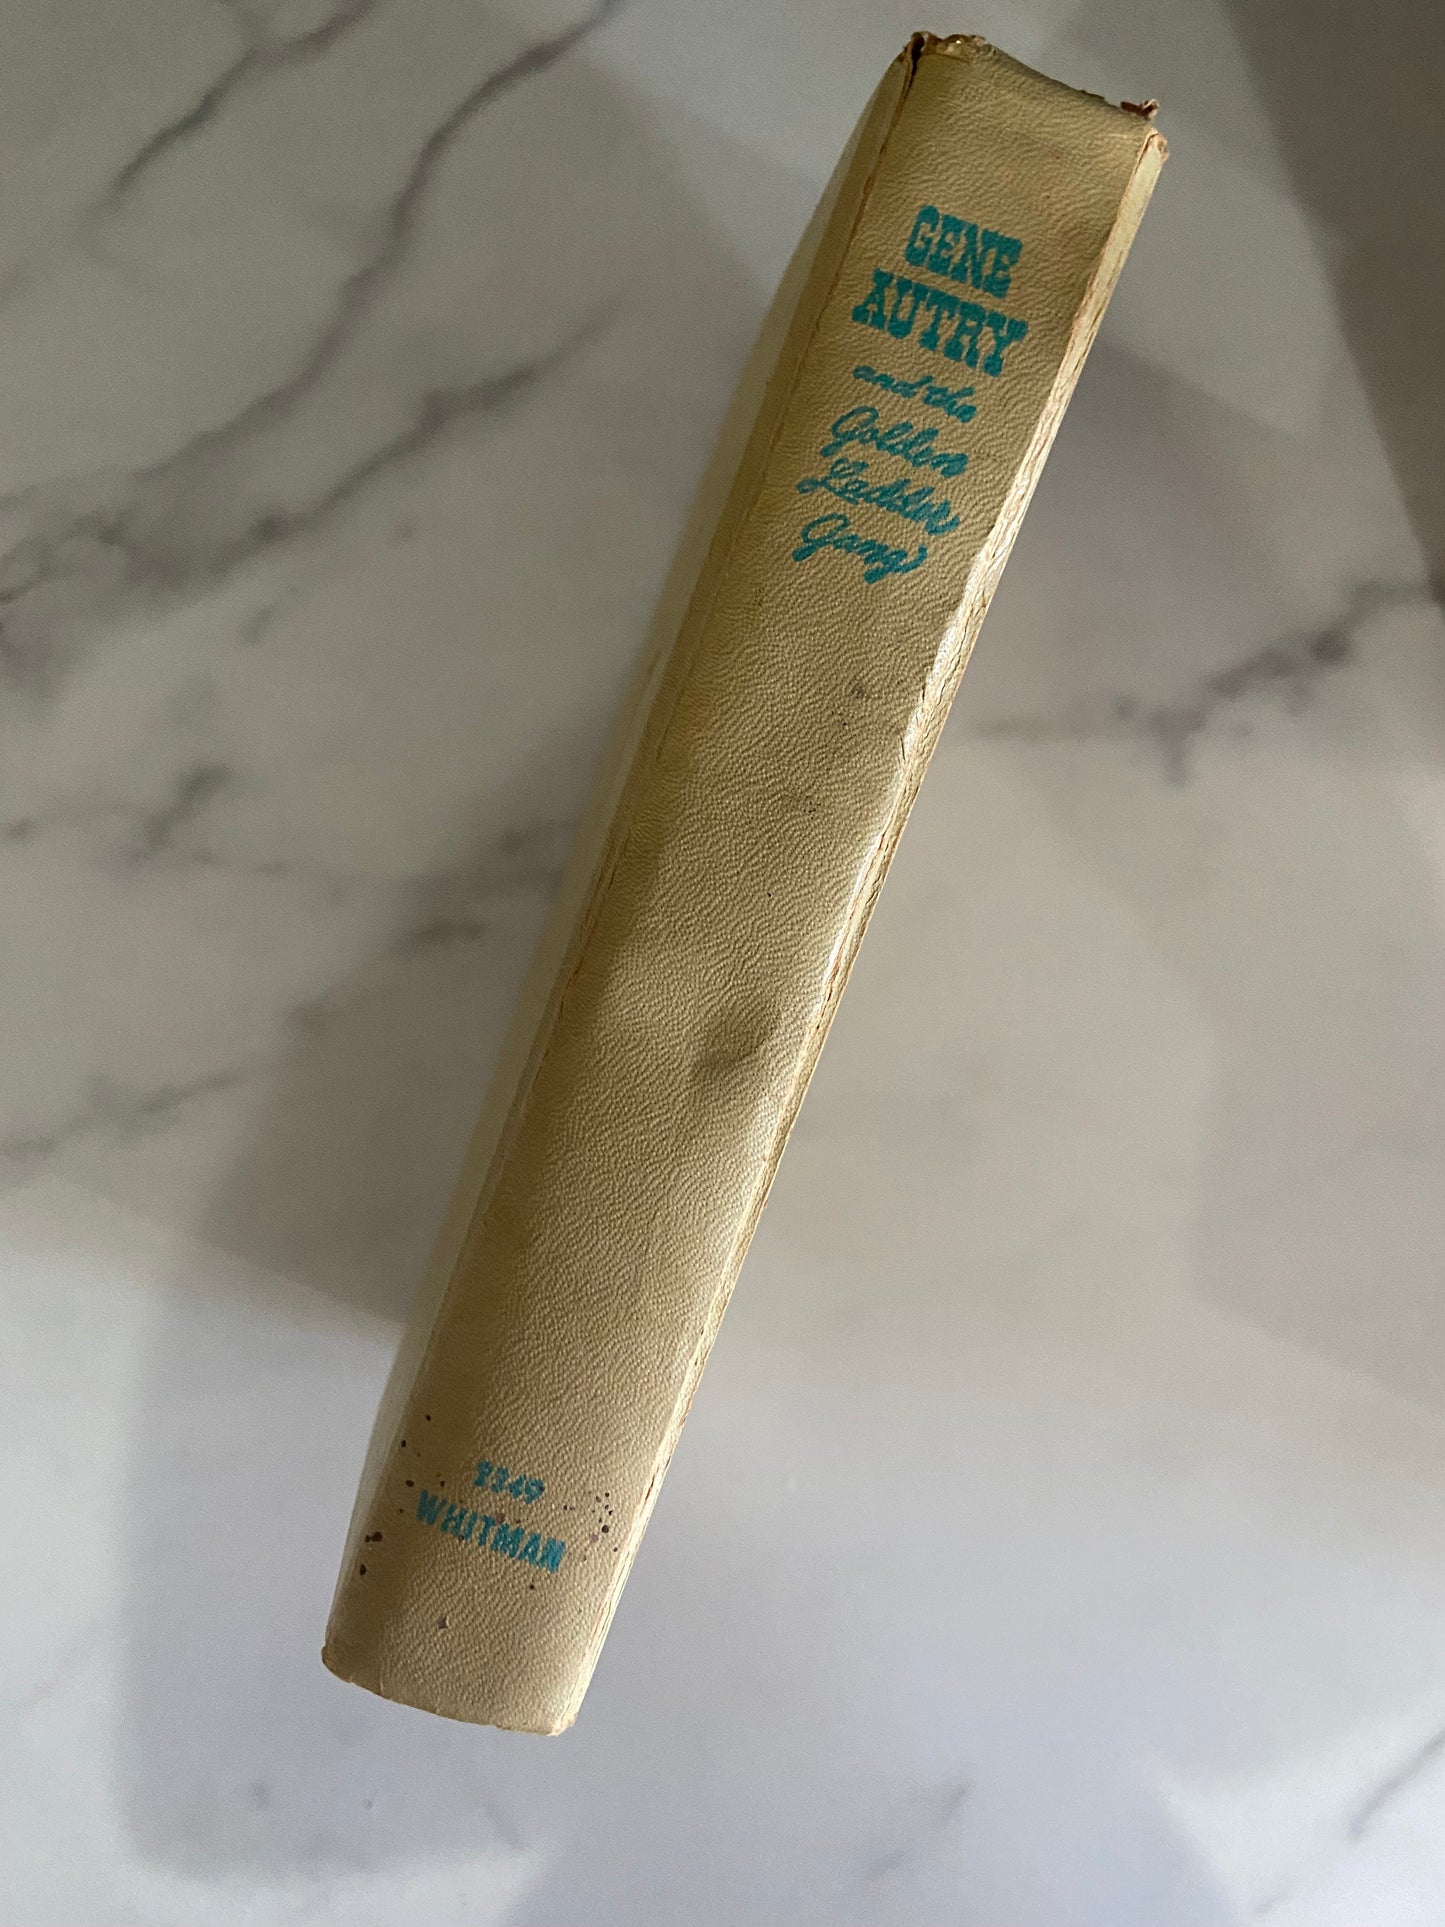 GENE
AUTRY
and the
Golden
Ladder
Gang
2349
WHITMAN